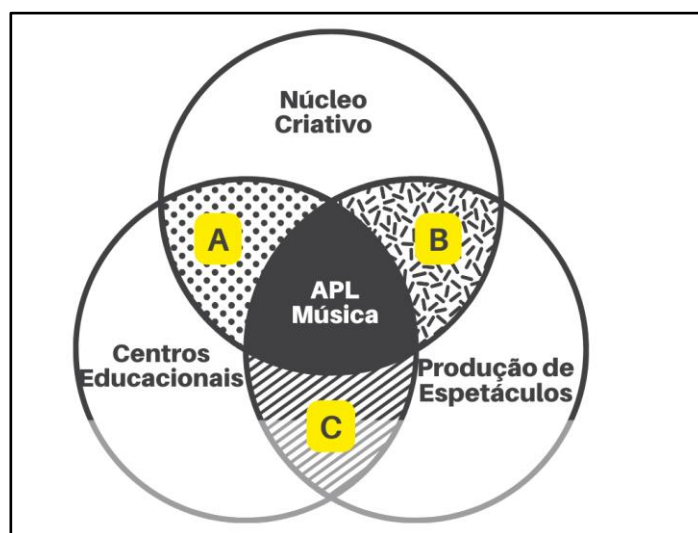 Núcleo
Criativo
A
B
APL
Música
Centros
Educacionais
Produção de
Espetáculos
C